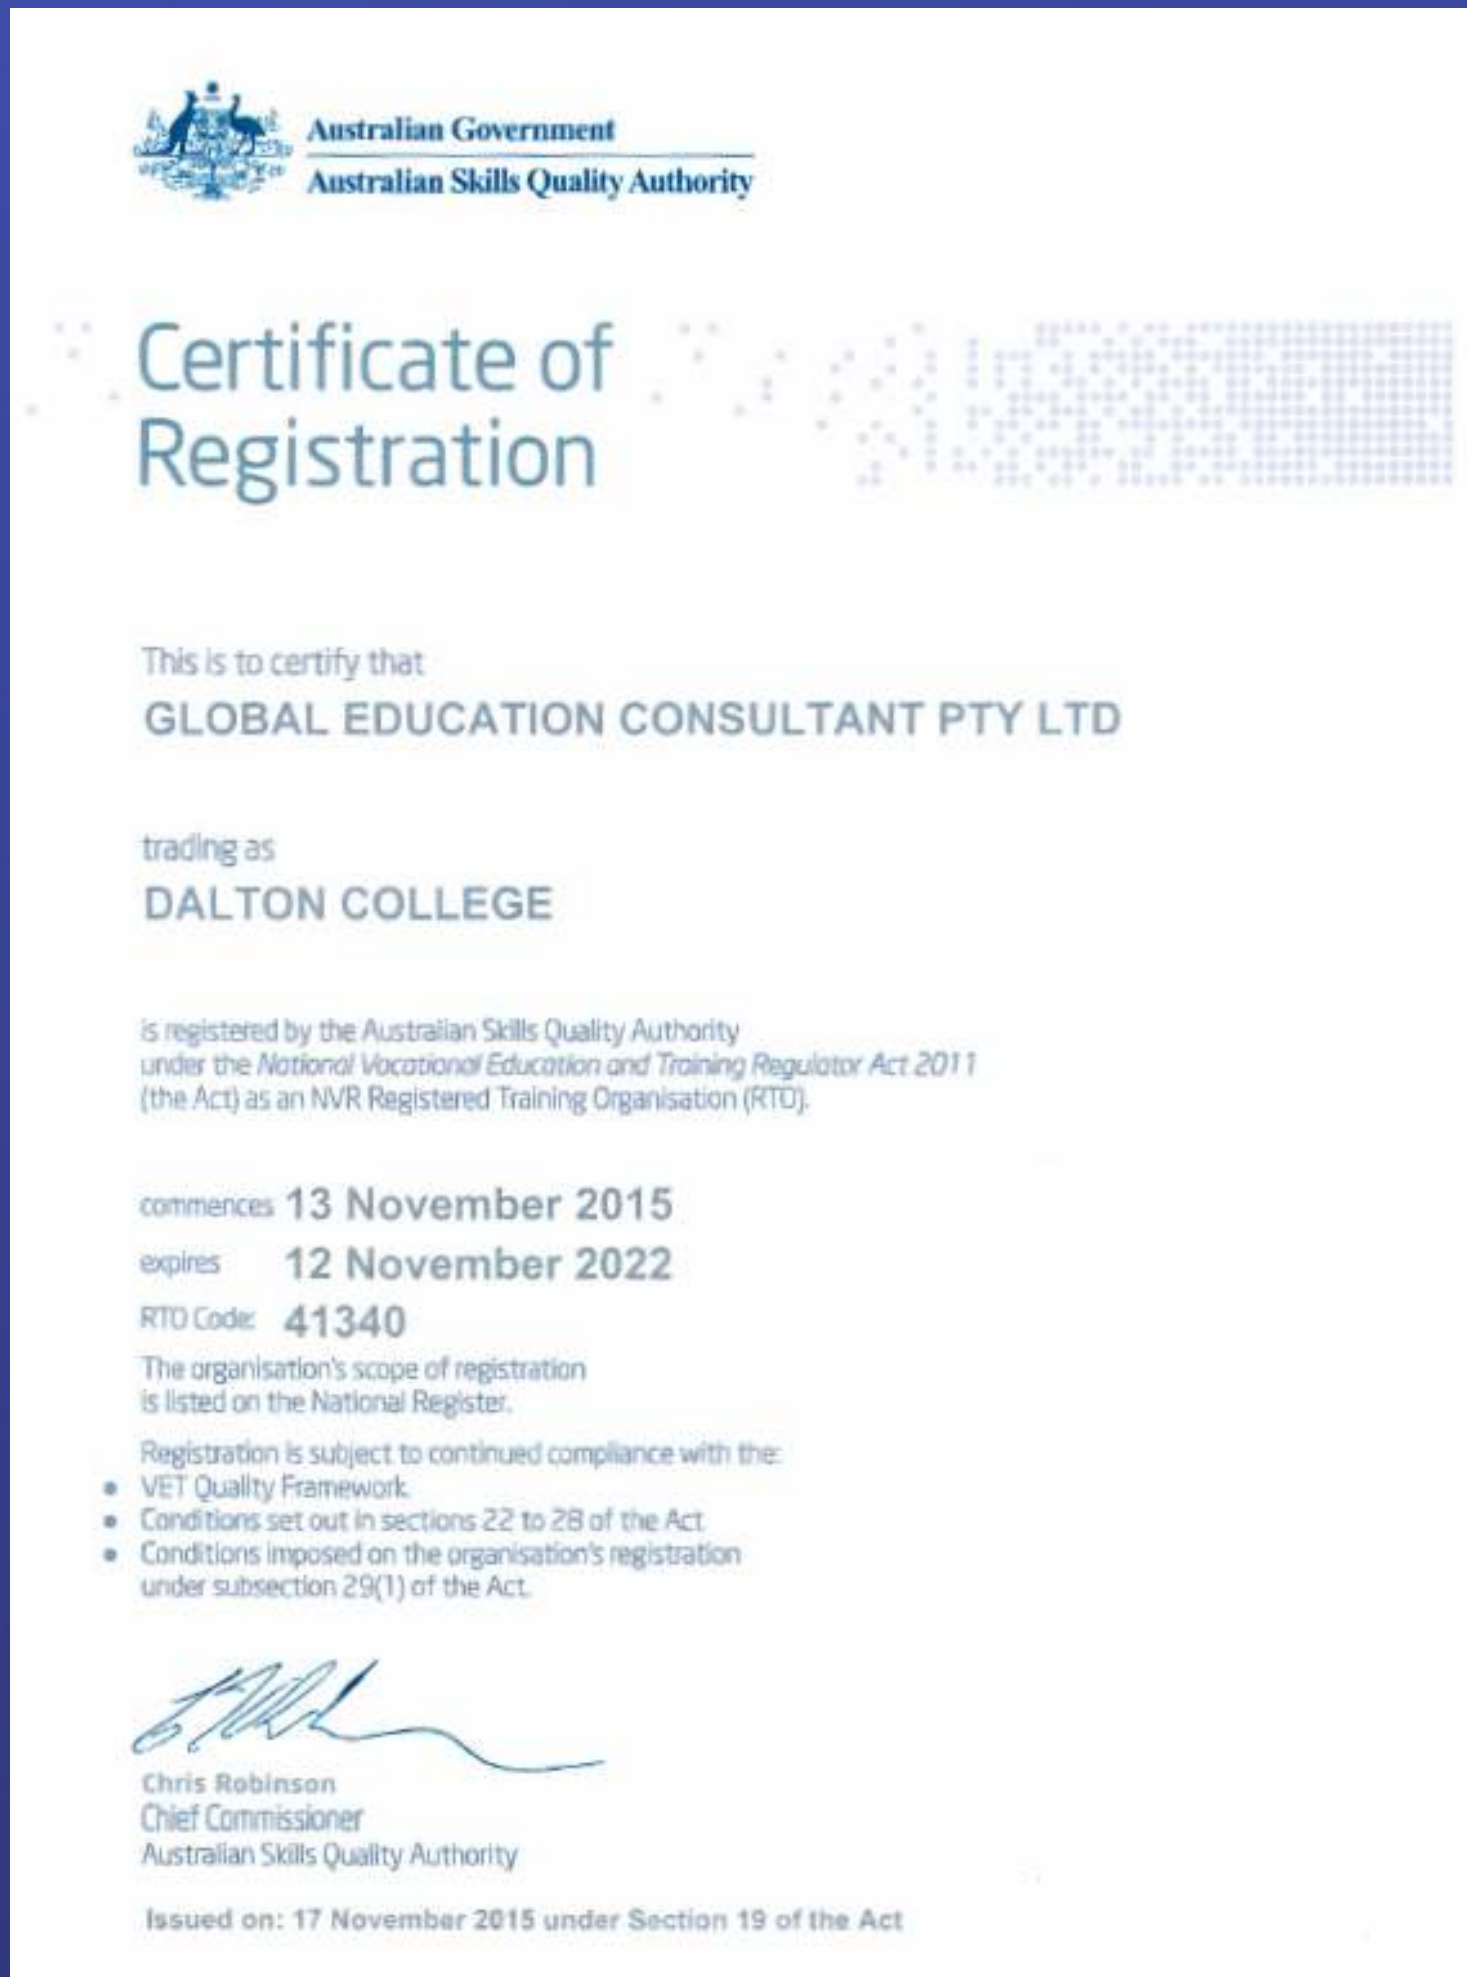 Australian Government
Australian Skills Quality Authority
Certificate of
Registration
This is to certify that
GLOBAL EDUCATION CONSULTANT PTY LTD
trading as
DALTON COLLEGE
is registered by the Australian Skills Quality Authority
under the National Vocational Education and Training Regulator Act 2011
(the Act) as an NVR Registered Training Organisation (RTO).
commences 13 November 2015
expires 12 November 2022
RTO Code: 41340
The organisation's scope of registration
is listed on the National Register.
Registration is subject to continued compliance with the:
• VET Quality Framework
• Conditions set out in sections 22 to 28 of the Act
• Conditions imposed on the organisation's registration
under subsection 29(1) of the Act.
Chris Robinson
Chief Commissioner
Australian Skills Quality Authority
Issued on: 17 November 2015 under Section 19 of the Act